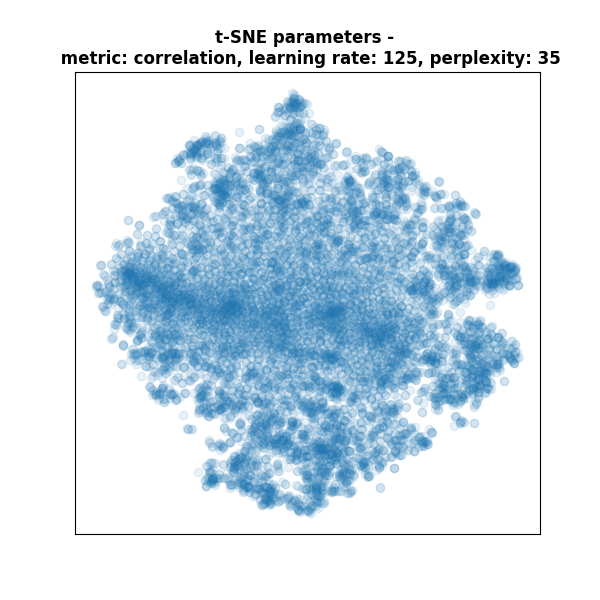 t-SNE parameters -
metric: correlation, learning rate: 125, perplexity: 35